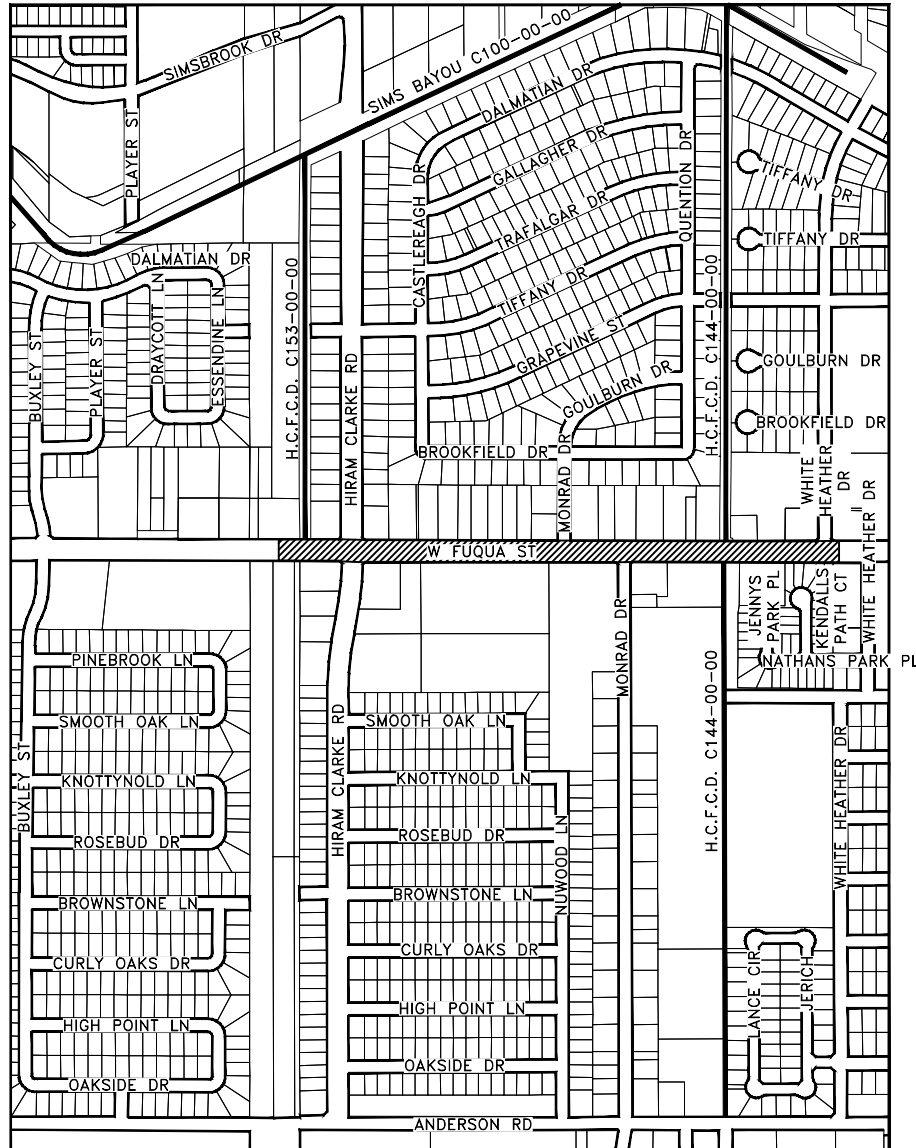 SIMSBROOK DR
SIMS BAYOU C100-00-00
DALMATIAN DR
PLAYER ST
GALLAGHER DR
QUENTION DR
TIFFANY DR
CASTLEREAGH DR
TRAFALGAR DR
TIFFANY DR
DALMATIAN DR
TIFFANY DR
H.C.F.C.D. C153-00-00
H.C.F.C.D. C144-00-00
DRAYCOTT LN
ESSENDINE LN
BUXLEY ST
PLAYER ST
GRAPEVINE ST
HIRAM CLARKE RD
GOULBURN DR
GOULBURN DR
BROOKFIELD DR
BROOKFIELD DR
MONRAD DR
WHITE
HEATHER
DR
WHITE HEATHER DR
W FUQUA ST
JENNYS
PARK PL
KENDALLS
PATH CT
MONRAD DR
PINEBROOK LN
NATHANS PARK PL
H.C.F.C.D. C144-00-00
SMOOTH OAK LN
SMOOTH OAK LN
BUXLEY ST
HIRAM CLARKE RD
WHITE HEATHER DR
KNOTTYNOLD LN
KNOTTYNOLD LN
ROSEBUD DR
ROSEBUD DR
NUWOOD LN
BROWNSTONE LN
BROWNSTONE LN
CURLY OAKS DR
CURLY OAKS DR
LANCE CIR
JERICH
HIGH POINT LN
HIGH POINT LN
OAKSIDE DR
OAKSIDE DR
ANDERSON RD